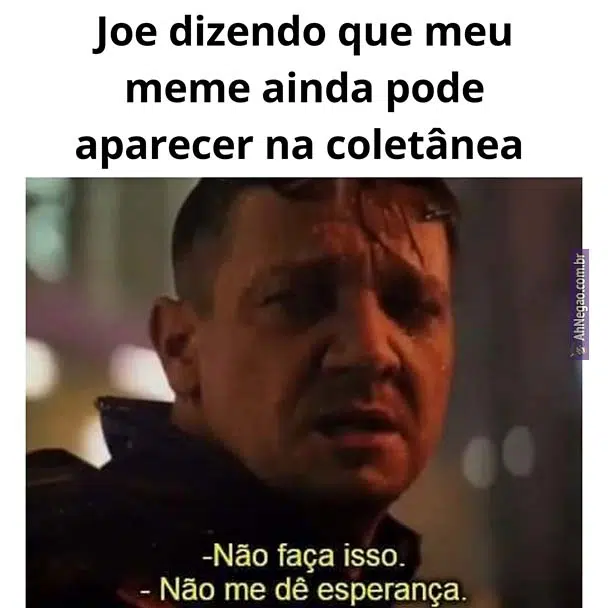 Joe dizendo que meu
meme ainda pode
aparecer na coletânea
AhNegao.com.br
-Não faça isso.
- Não me dê esperança.